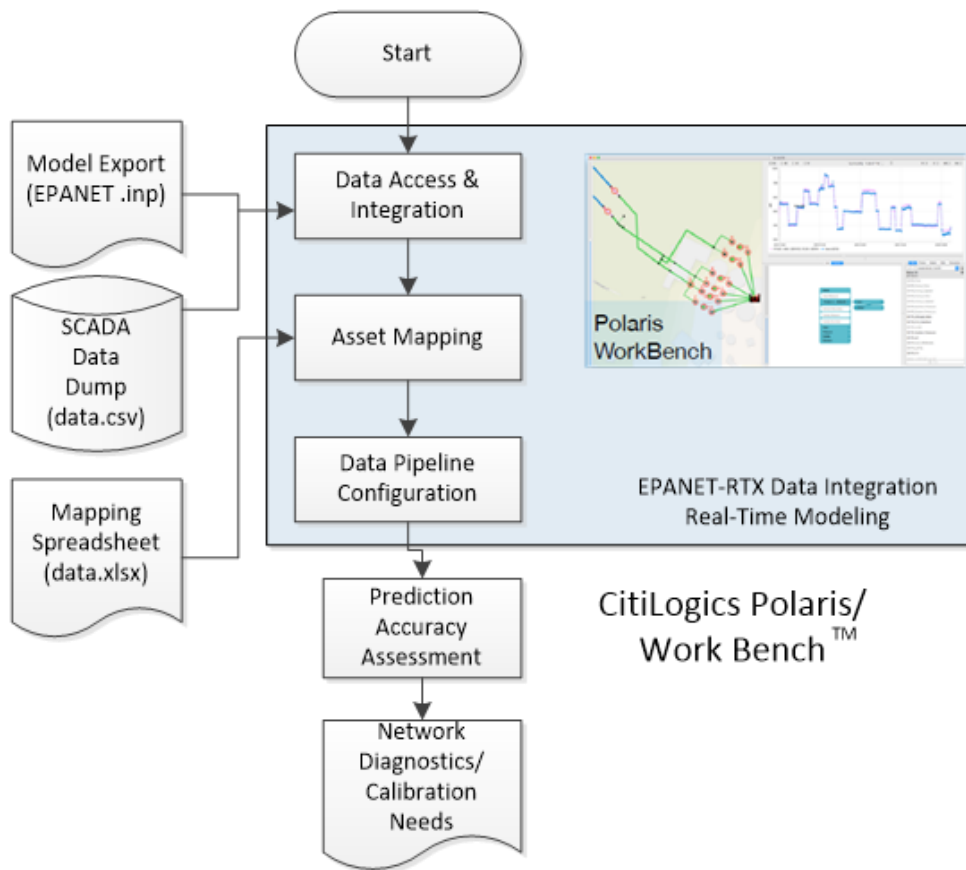 Start
Model Export
(EPANET .inp)
Data Access &
Integration
SCADA
Data
Dump
(data.csv)
Asset Mapping
Polaris
WorkBench
Mapping
Spreadsheet
(data.xlsx)
Data Pipeline
Configuration
EPANET-RTX Data Integration
Real-Time Modeling
Prediction
Accuracy
Assessment
CitiLogics Polaris/
Work Bench™
Network
Diagnostics/
Calibration
Needs